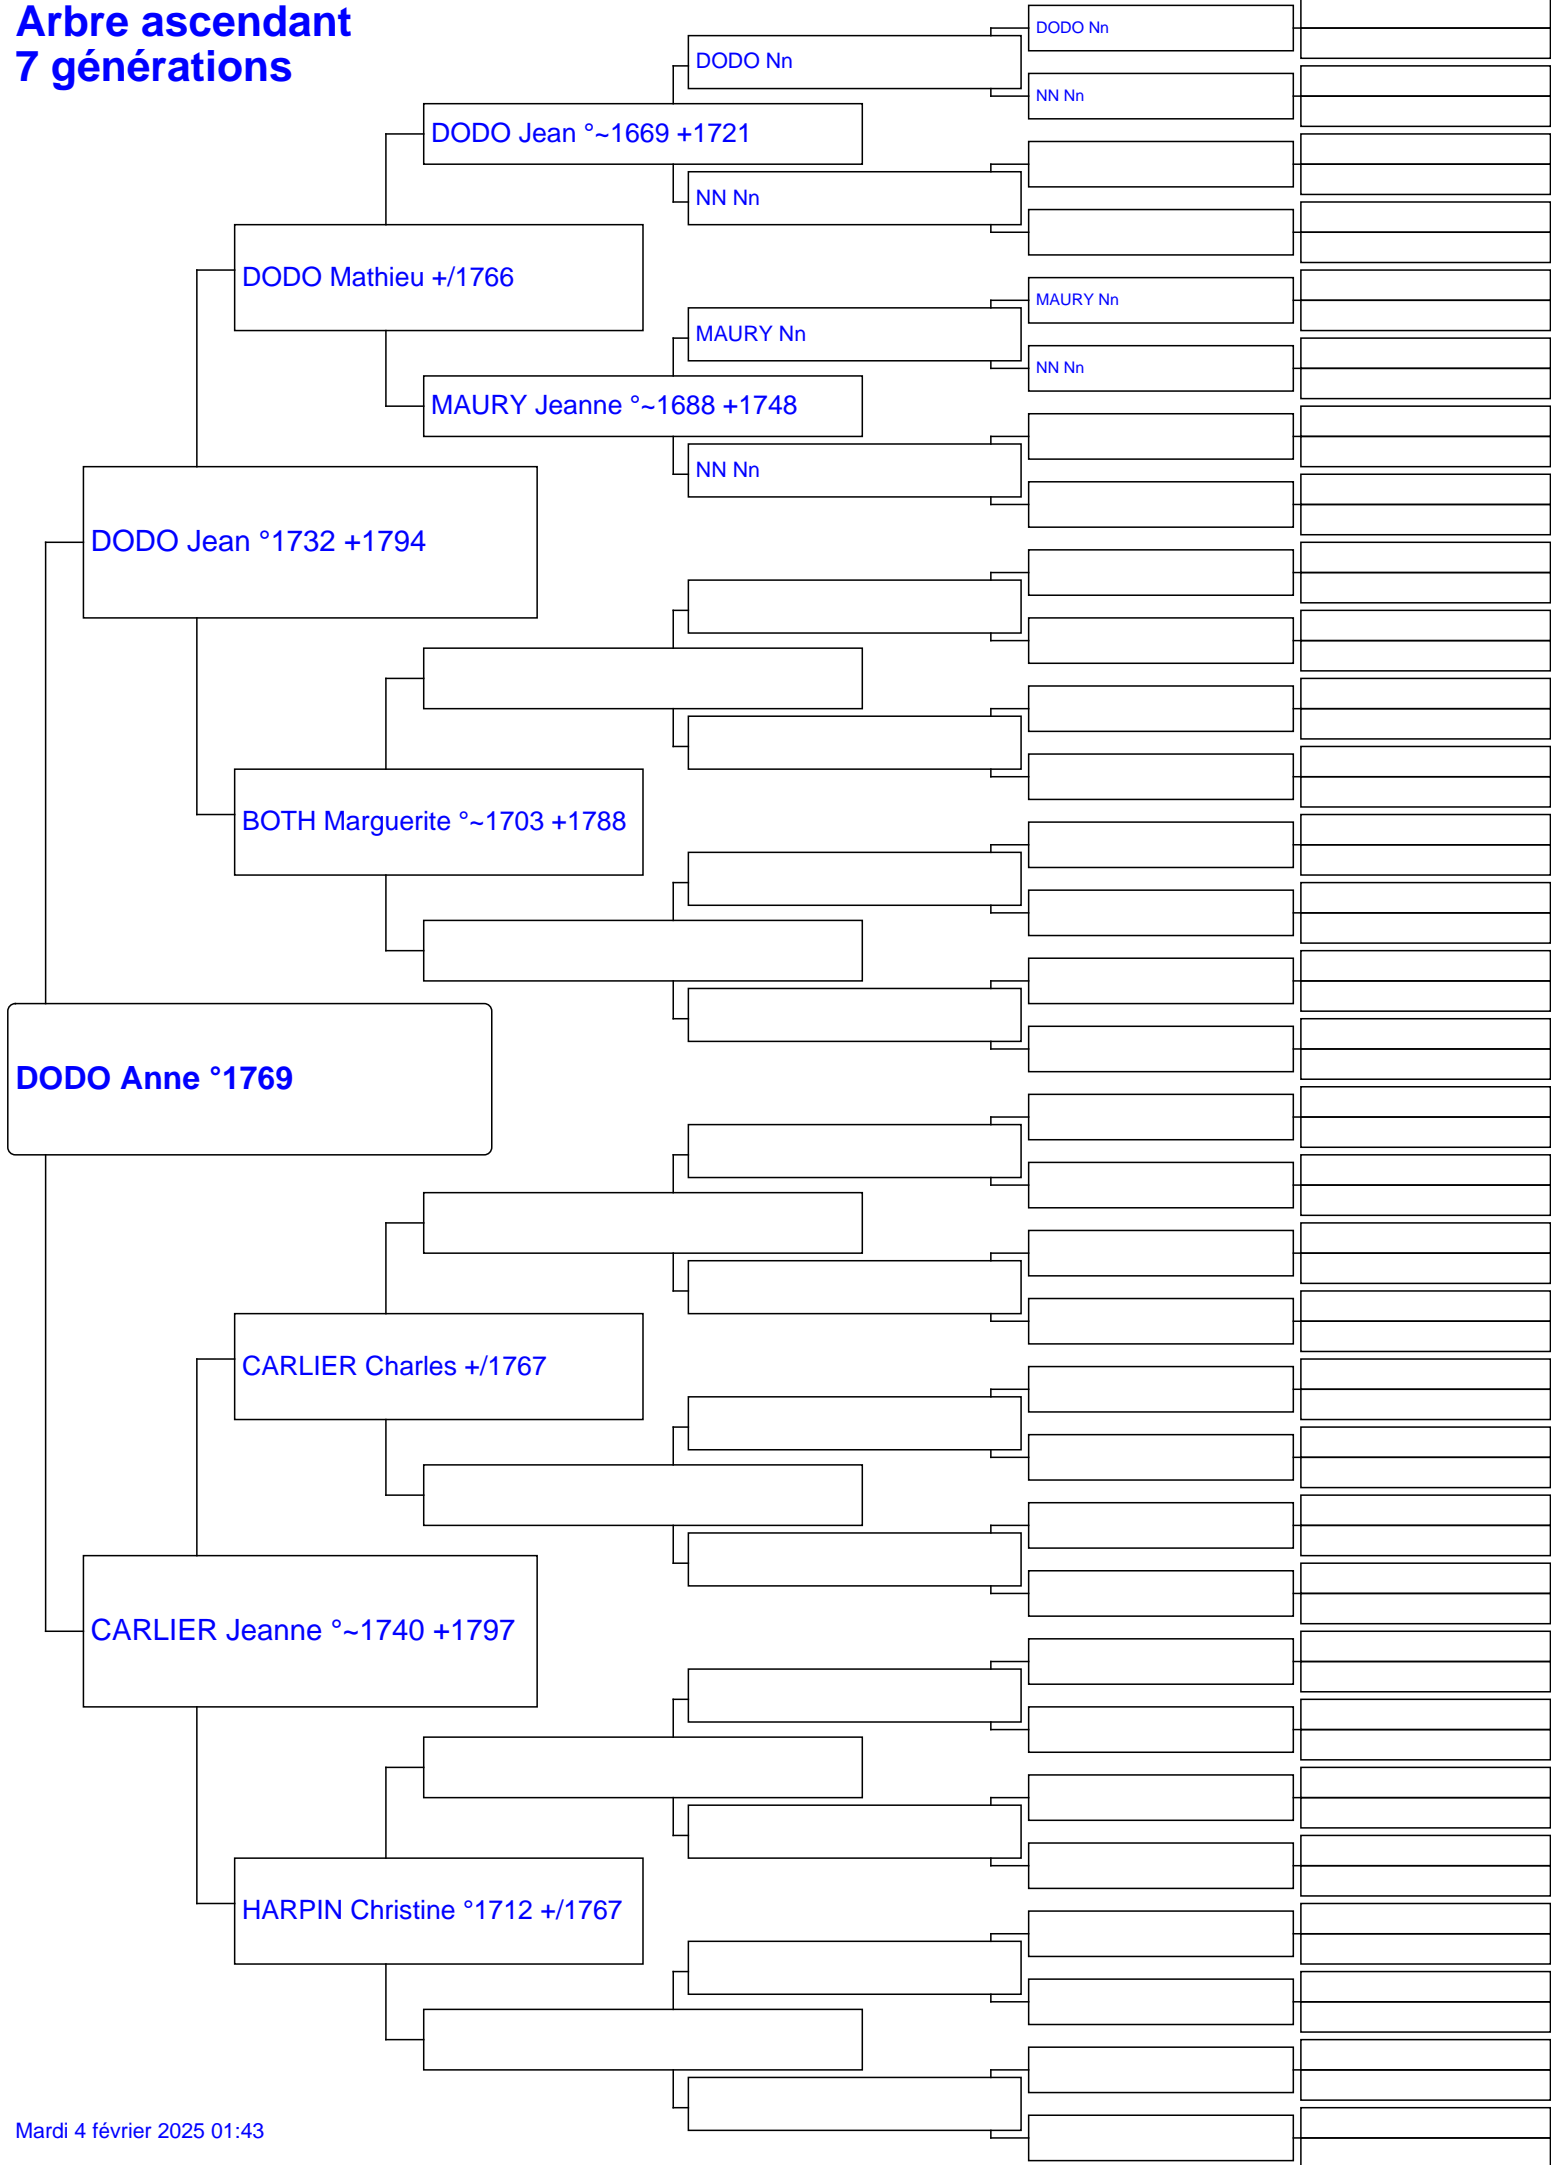 Arbre ascendant
7 générations
DODO Nn
DODO Nn
NN Nn
DODO Jean °~1669 +1721
NN Nn
DODO Mathieu +/1766
MAURY Nn
MAURY Nn
NN Nn
MAURY Jeanne °~1688 +1748
NN Nn
DODO Jean °1732 +1794
BOTH Marguerite °~1703 +1788
DODO Anne °1769
CARLIER Charles +/1767
CARLIER Jeanne °~1740 +1797
HARPIN Christine °1712 +/1767
Mardi 4 février 2025 01:43